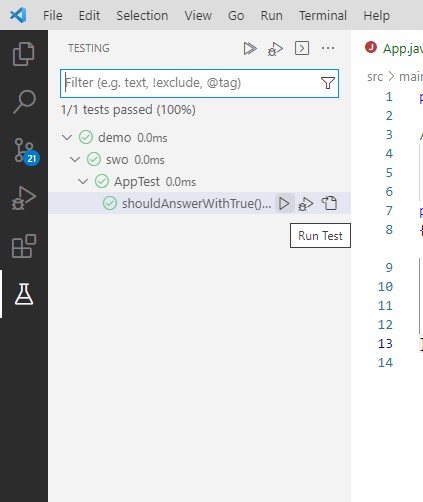 File Edit Selection View Go Run Terminal Help
TESTING
App.java
Filter (e.g. text, !exclude, @tag)
src > main
1/1 tests passed (100%)
demo 0.0ms
swo 0.0ms
AppTest 0.0ms
shouldAnswerWithTrue()...
Run Test
21
1
2
3
4
5
6
7
8
{
9
10
11
12
13
14